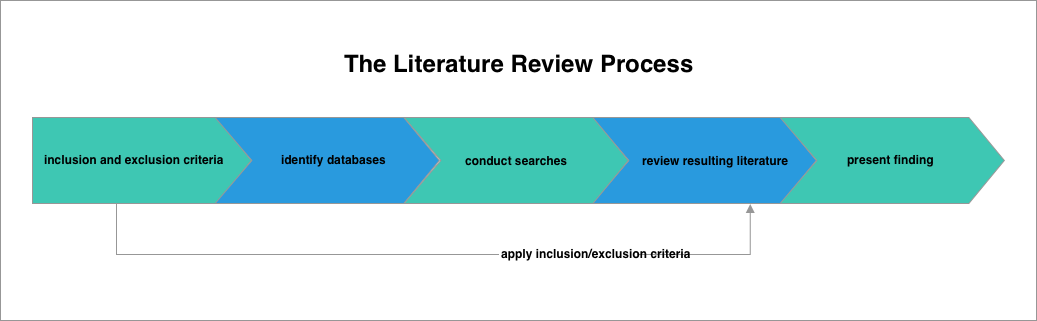 The Literature Review Process
inclusion and exclusion criteria
identify databases
conduct searches
review resulting literature
present finding
apply inclusion/exclusion criteria